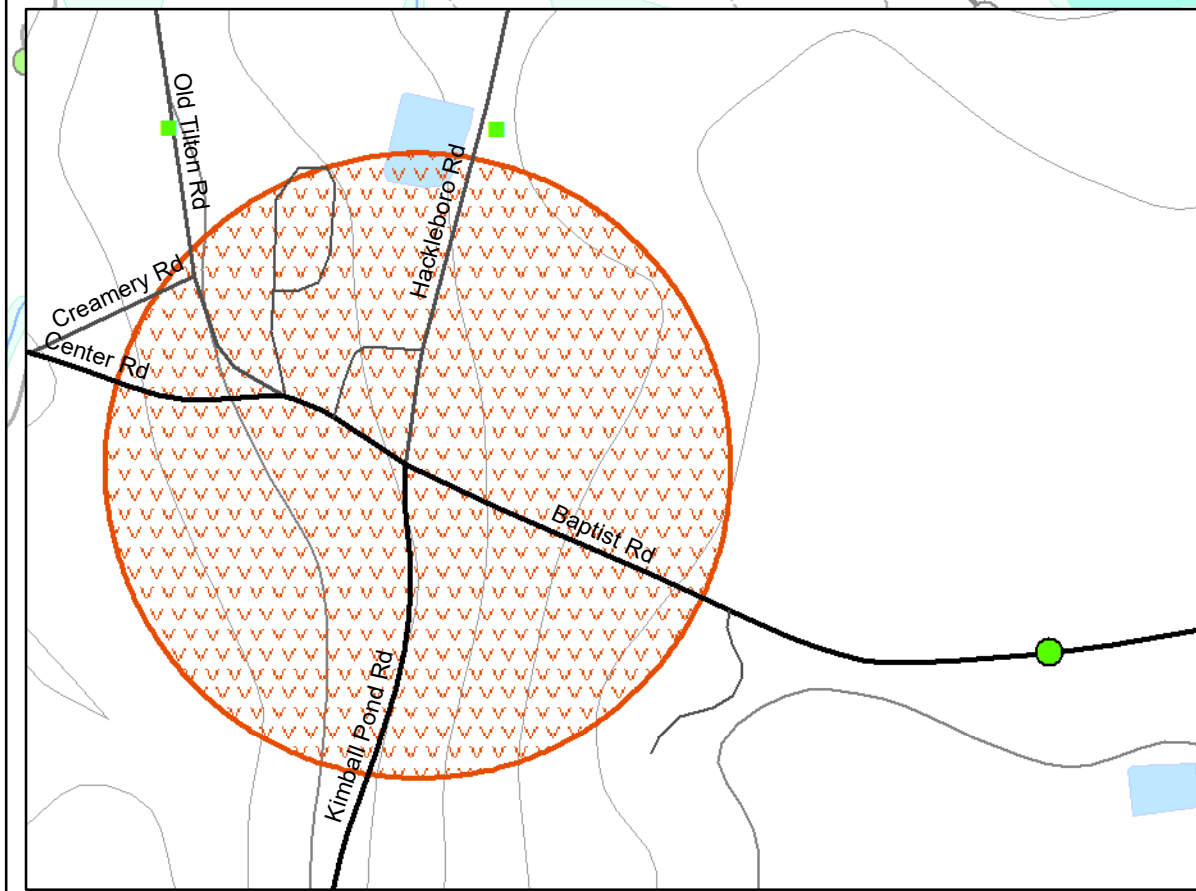 Old Tilton Rd
Hackleboro Rd
Creamery Rd
Center Rd
Baptist Rd
Kimball Pond Rd